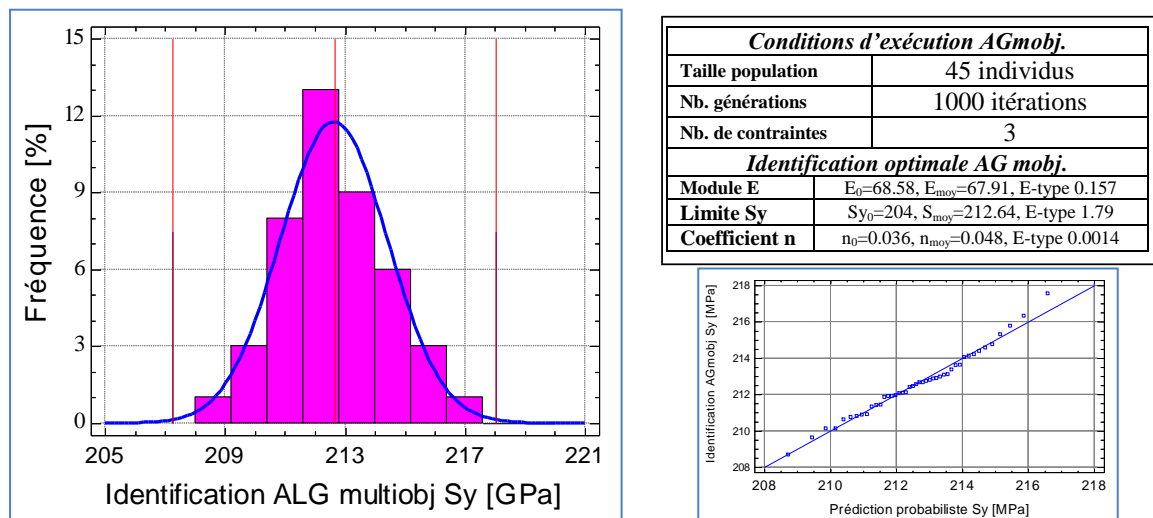 15
12
9
6
3
0
Fréquence [%]
205 209 213 217 221
Identification ALG multiobj Sy [GPa]
Conditions d'exécution AGmobj.
Taille population 45 individus
Nb. générations 1000 itérations
Nb. de contraintes 3
Identification optimale AG mobj.
Module E E0=68.58, Emoy=67.91, E-type 0.157
Limite Sy Sy0=204, Smoy=212.64, E-type 1.79
Coefficient n n0=0.036, nmoy=0.048, E-type 0.0014
Identification AGmobj Sy [MPa]
218
216
214
212
210
208
208 210 212 214 216 218
Prédiction probabiliste Sy [MPa]